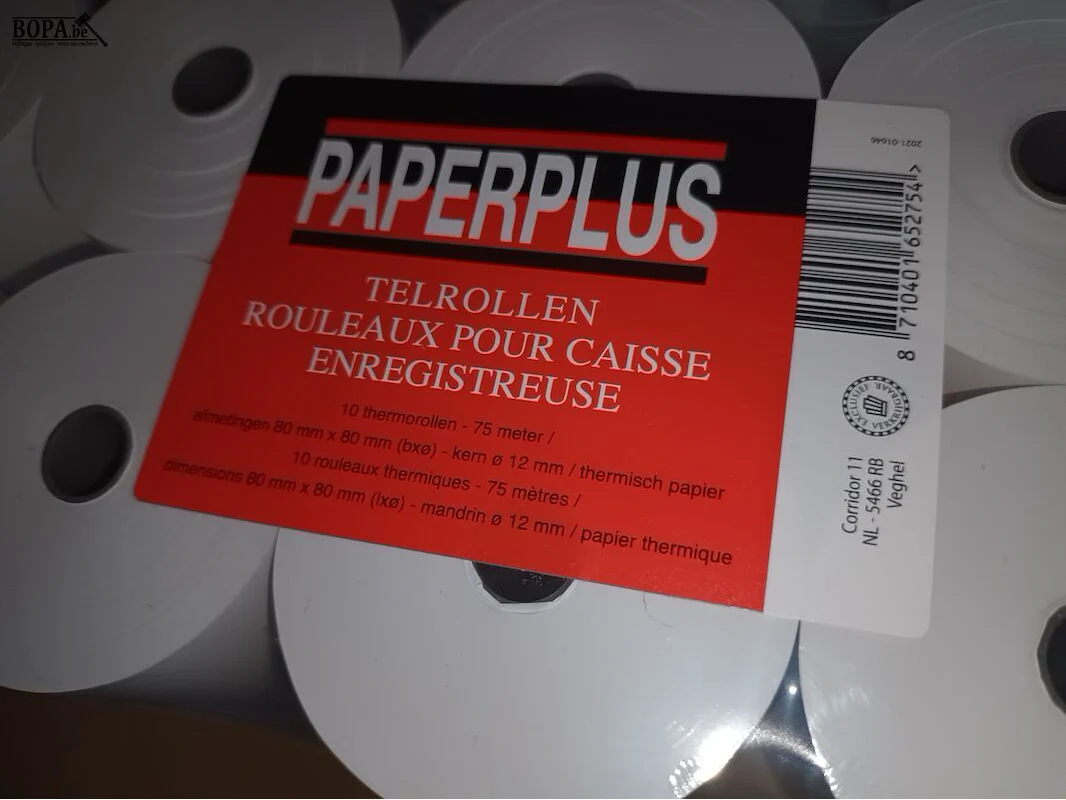 BOPA.be
PAPERPLUS
TELROLLEN
ROULEAUX POUR CAISSE
ENREGISTREUSE
10 thermorollen - 75 meter /
afmetingen 80 mm x 80 mm (bxø) - kern ø 12 mm / thermisch papier
10 rouleaux thermiques - 75 mètres /
dimensions 80 mm x 80 mm (lxø) - mandrin ø 12 mm / papier thermique
2021-01646
8 710401 652754 >
EXCLUSIEF VERKRIJGBAAR
Corridor 11
NL - 5466 RB
Veghel